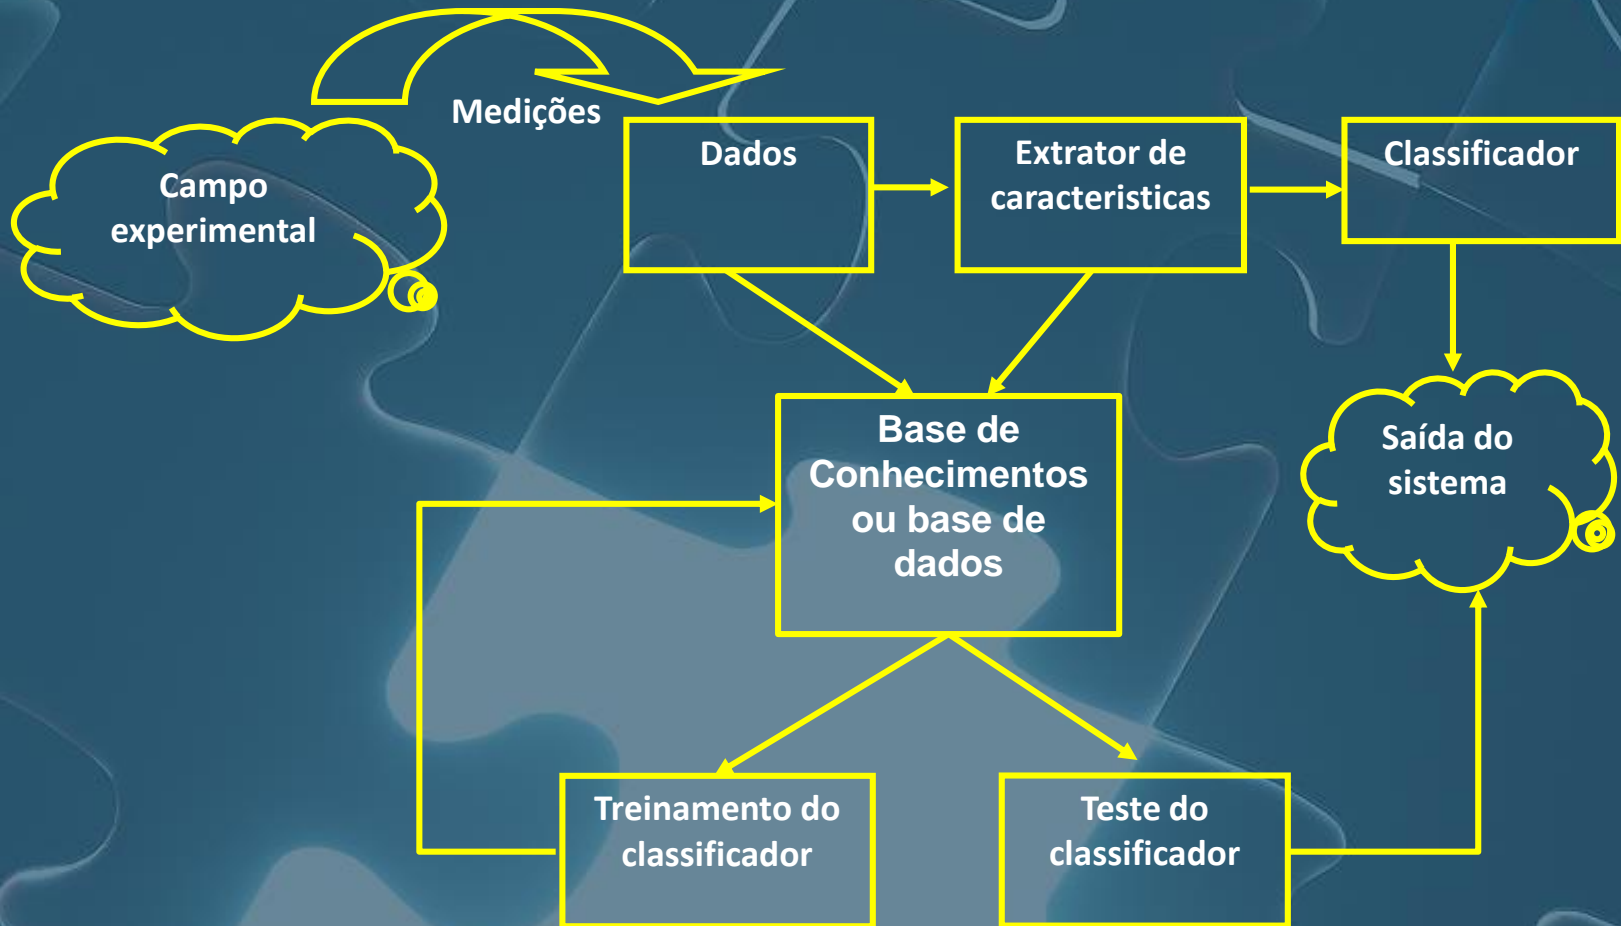 Medições
Campo
experimental
Dados
Extrator de
caracteristicas
Classificador
Base de
Conhecimentos
ou base de
dados
Saída do
sistema
Treinamento do
classificador
Teste do
classificador